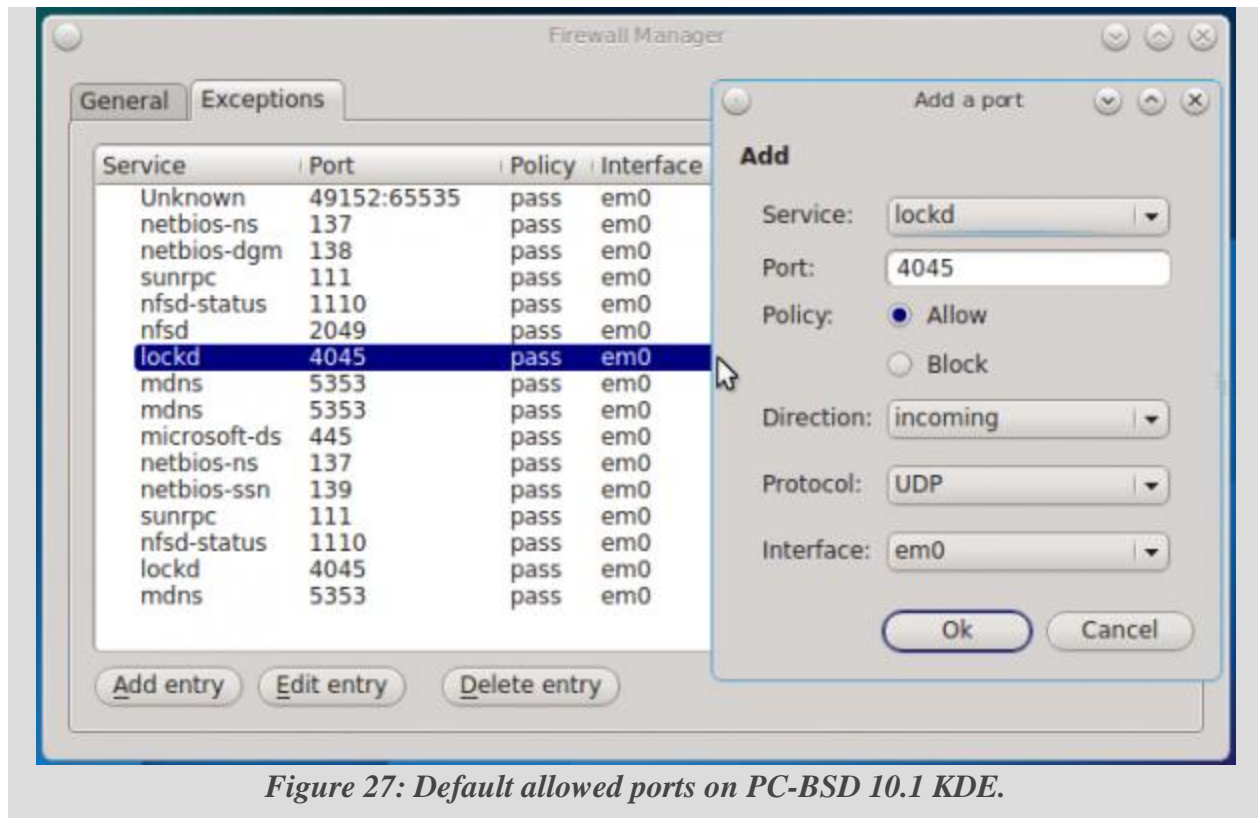 Firewall Manager
General Exceptions
Service Port Policy Interface
Unknown 49152:65535 pass em0
netbios-ns 137 pass em0
netbios-dgm 138 pass em0
sunrpc 111 pass em0
nfsd-status 1110 pass em0
nfsd 2049 pass em0
lockd 4045 pass em0
mdns 5353 pass em0
mdns 5353 pass em0
microsoft-ds 445 pass em0
netbios-ns 137 pass em0
netbios-ssn 139 pass em0
sunrpc 111 pass em0
nfsd-status 1110 pass em0
lockd 4045 pass em0
mdns 5353 pass em0
Add entry Edit entry Delete entry
Add a port
Add
Service: lockd
Port: 4045
Policy: Allow
Block
Direction: incoming
Protocol: UDP
Interface: em0
Ok Cancel
Figure 27: Default allowed ports on PC-BSD 10.1 KDE.